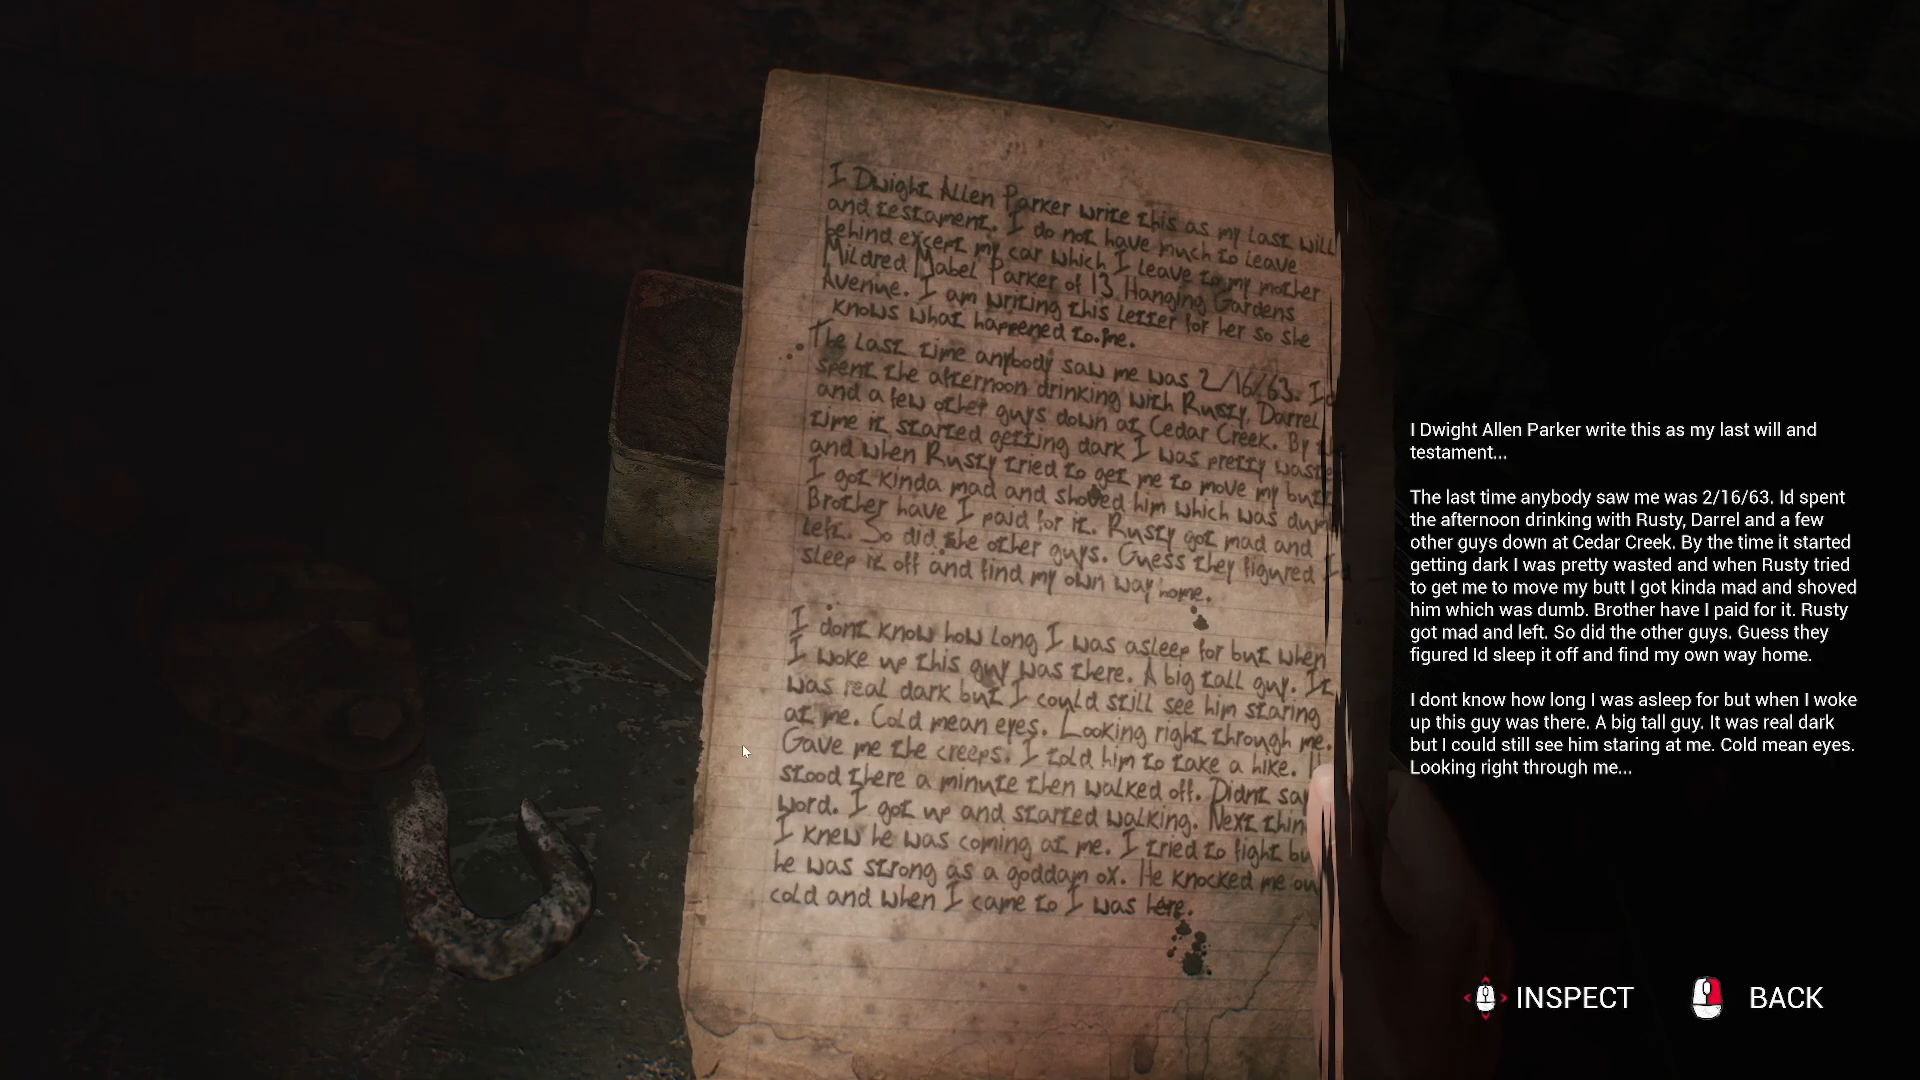 I Dwight Allen Parker write this as my last will
and testament. I do not have much to leave
behind except my car which I leave to my mother
Mildred Mabel Parker of 13 Hanging Gardens
Avenue. I am writing this letter for her so she
knows what happened to me.
The last time anybody saw me was 2/16/63. Id
spent the afternoon drinking with Rusty, Darrel
and a few other guys down at Cedar Creek. By
time it started getting dark I was pretty
and when Rusty tried to get me to move my butt
I got kinda mad and shoved him which was
Brother have I paid for it. Rusty got mad and
left. So did the other guys. Guess they figured Id
sleep it off and find my own way home.
I dont know how long I was asleep for but when
I woke up this guy was there. A big tall guy. It
was real dark but I could still see him staring
at me. Cold mean eyes. Looking right through me.
Gave me the creeps. I told him to take a hike.
stood there a minute then walked off. Didnt
word. I got up and started walking. Next
I knew he was coming at me. I tried to fight
he was strong as a goddam ox. He knocked me
cold and when I came to I was here.
I Dwight Allen Parker write this as my last will and
testament...
The last time anybody saw me was 2/16/63. Id spent
the afternoon drinking with Rusty, Darrel and a few
other guys down at Cedar Creek. By the time it started
getting dark I was pretty wasted and when Rusty tried
to get me to move my butt I got kinda mad and shoved
him which was dumb. Brother have I paid for it. Rusty
got mad and left. So did the other guys. Guess they
figured Id sleep it off and find my own way home.
I dont know how long I was asleep for but when I woke
up this guy was there. A big tall guy. It was real dark
but I could still see him staring at me. Cold mean eyes.
Looking right through me...
INSPECT
BACK